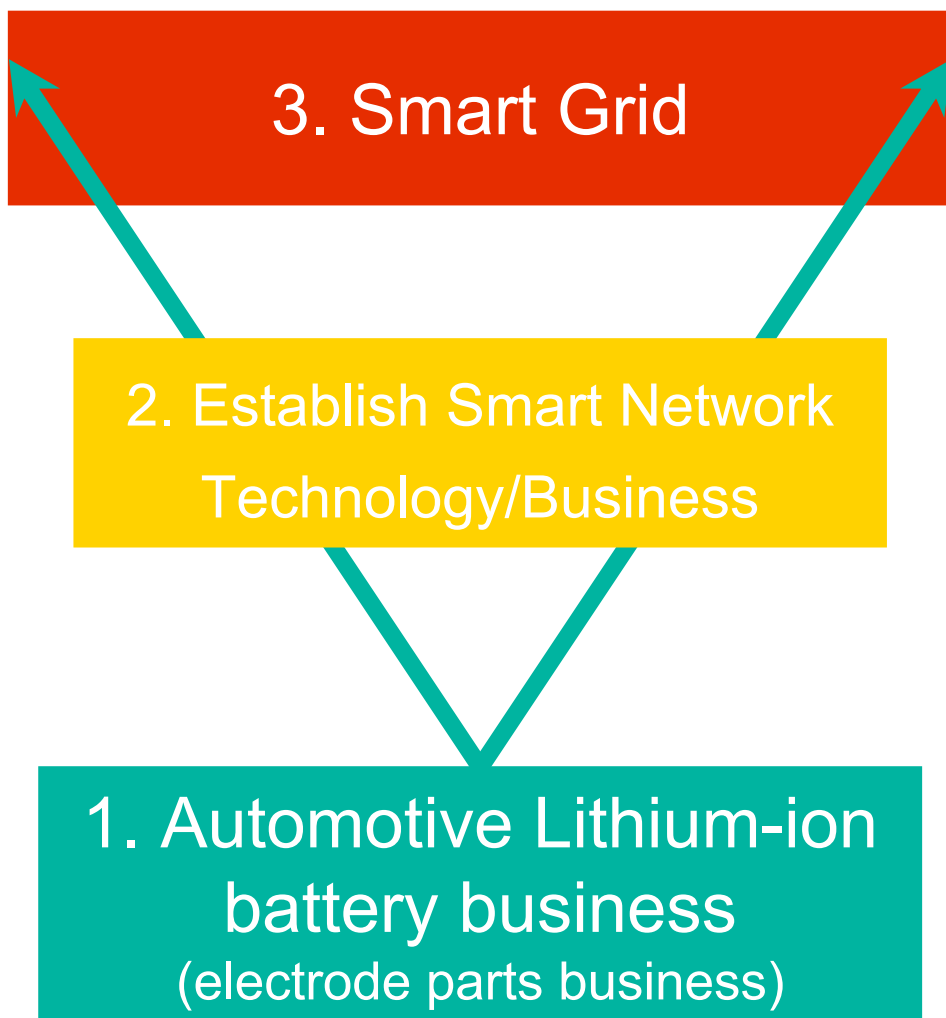 3. Smart Grid
2. Establish Smart Network
Technology/Business
1. Automotive Lithium-ion
battery business
(electrode parts business)